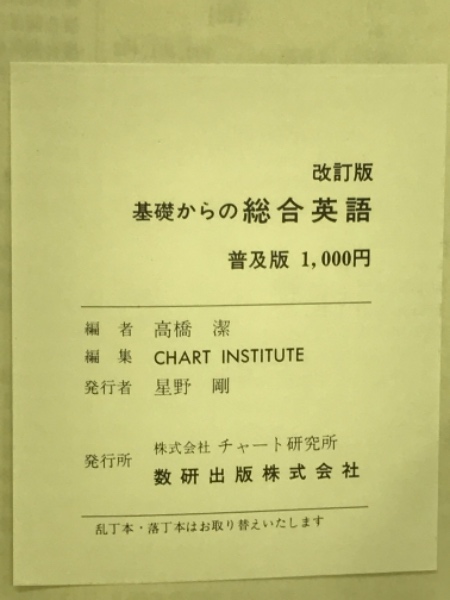 改訂版
基礎からの総合英語
普及版 1,000円
編 者 高橋 潔
編 集 CHART INSTITUTE
発行者 星野 剛
発行所 株式会社 チャート研究所
数研出版株式会社
乱丁本・落丁本はお取り替えいたします